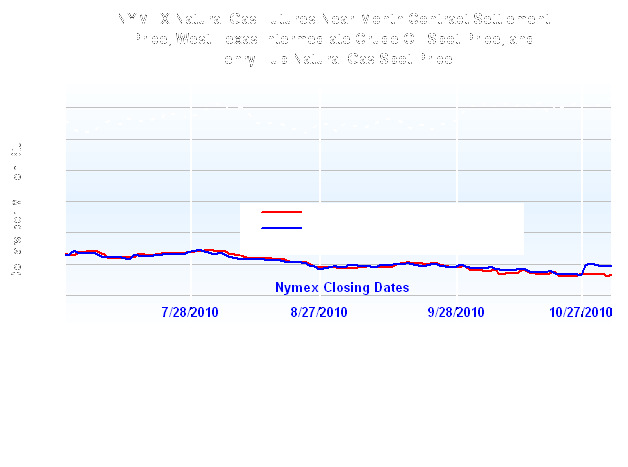 NYMEX Natural Gas Futures Near-Month Contract Settlement
Price, West Texas Intermediate Crude Oil Spot Price, and
Henry Hub Natural Gas Spot Price
Nymex Closing Dates
7/28/2010 8/27/2010 9/28/2010 10/27/2010